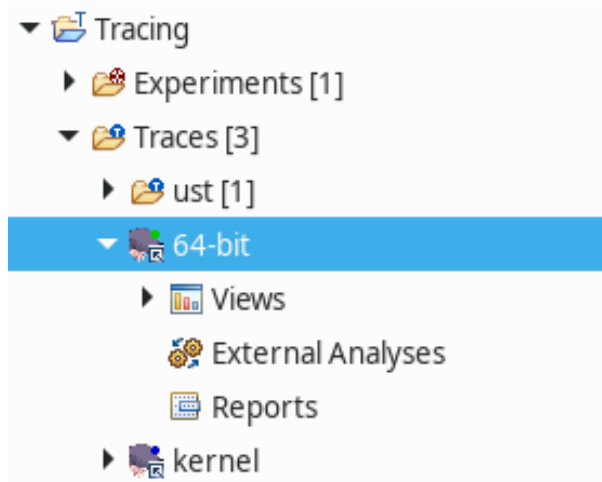 Tracing
Experiments [1]
Traces [3]
ust [1]
64-bit
Views
External Analyses
Reports
kernel